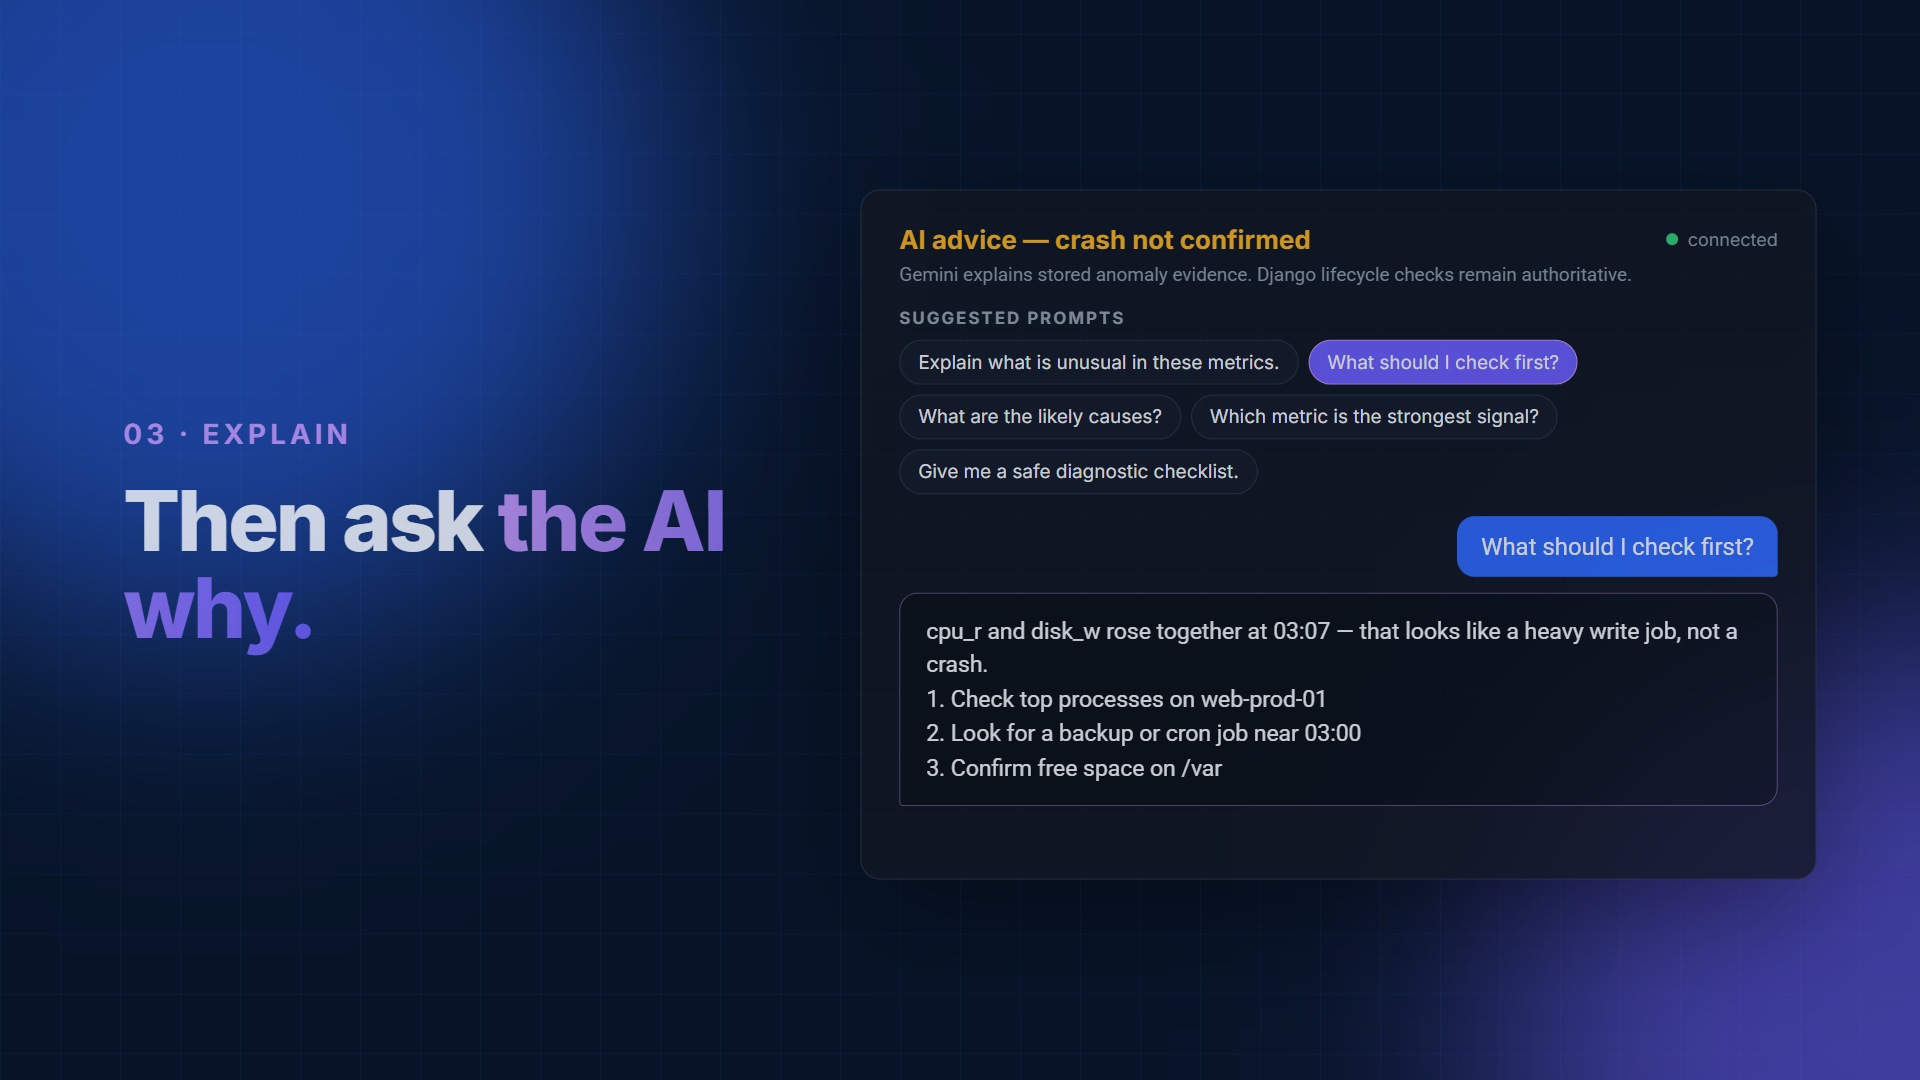 03 · EXPLAIN
Then ask the AI
why.
AI advice — crash not confirmed
connected
Gemini explains stored anomaly evidence. Django lifecycle checks remain authoritative.
SUGGESTED PROMPTS
Explain what is unusual in these metrics.
What should I check first?
What are the likely causes?
Which metric is the strongest signal?
Give me a safe diagnostic checklist.
What should I check first?
cpu_r and disk_w rose together at 03:07 — that looks like a heavy write job, not a
crash.
1. Check top processes on web-prod-01
2. Look for a backup or cron job near 03:00
3. Confirm free space on /var